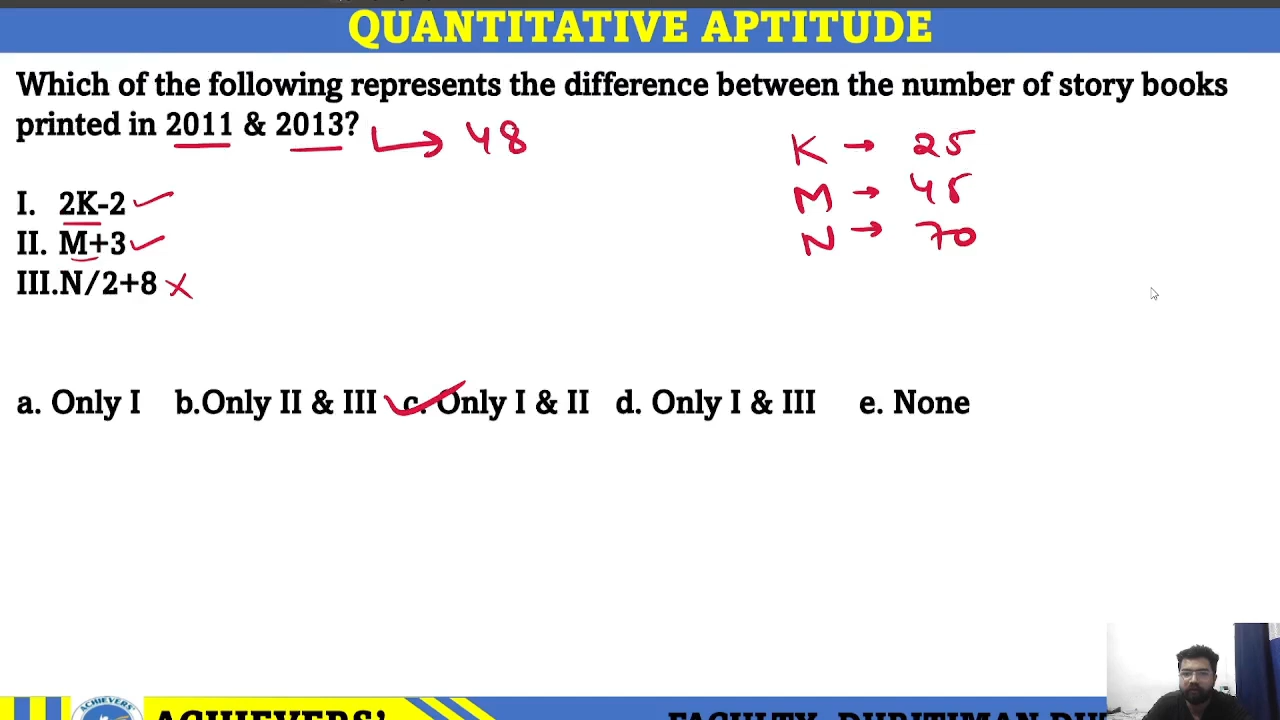 QUANTITATIVE APTITUDE
Which of the following represents the difference between the number of story books
printed in 2011 & 2013? 48
K → 25
M → 45
N → 70
I. 2K-2
II. M+3
III.N/2+8
a. Only I b.Only II & III c. Only I & II d. Only I & III e. None
ACHIEVERS'
ACHIEVERS'